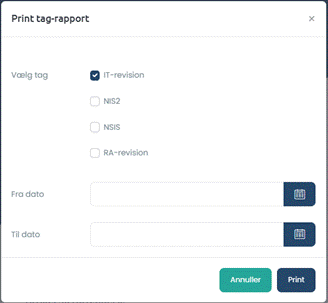 Print tag-rapport
Vælg tag
IT-revision
NIS2
NSIS
RA-revision
Fra dato
Til dato
Annuller
Print